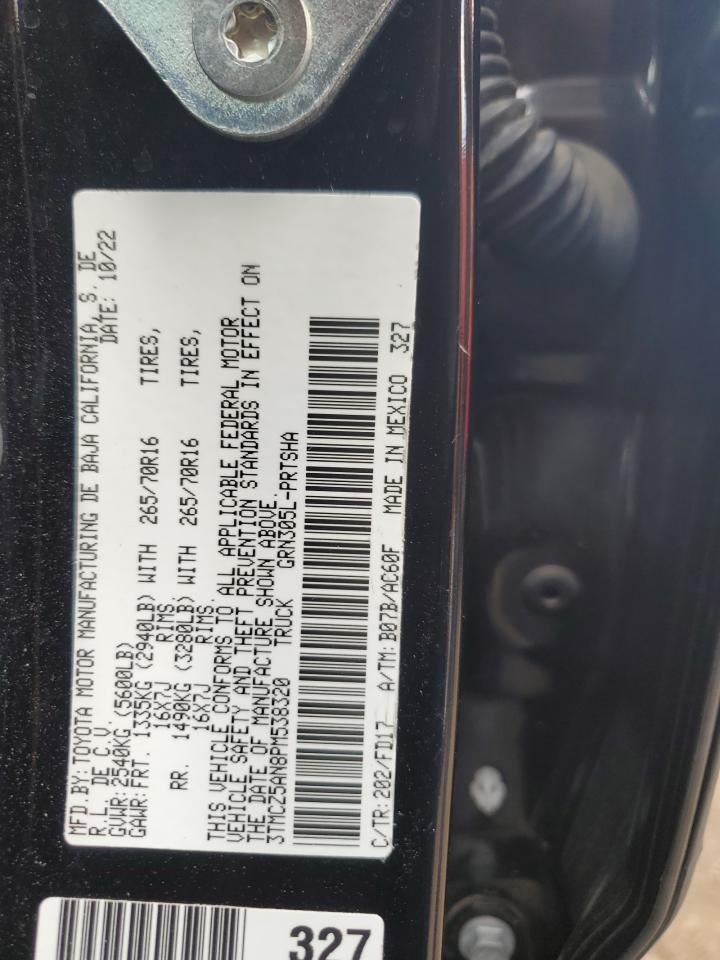 MFD.BY:TOYOTA MOTOR MANUFACTURING DE BAJA CALIFORNIA, S. DE
R.L. DE C.V. DATE: 10/22
GVWR:2540KG (5600LB)
GAWR:FRT. 1335KG (2940LB) WITH 265/70R16 TIRES,
16X7J RIMS.
RR. 1490KG (3280LB) WITH 265/70R16 TIRES,
16X7J RIMS.
THIS VEHICLE CONFORMS TO ALL APPLICABLE FEDERAL MOTOR
VEHICLE SAFETY AND THEFT PREVENTION STANDARDS IN EFFECT ON
THE DATE OF MANUFACTURE SHOWN ABOVE.
3TMCZ5AN8PM538320 TRUCK GRN305L-PRTSHA
C/TR:202/FD17 A/TM:B07B/AC60F MADE IN MEXICO 327
327